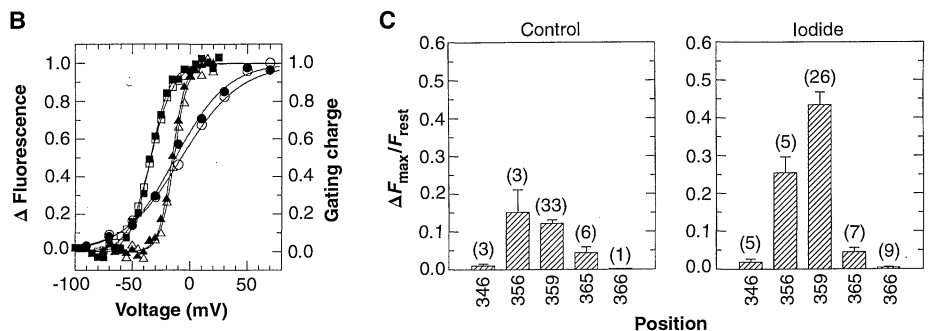 B
Δ Fluorescence
1.0
0.8
0.6
0.4
0.2
0.0
1.0
0.8
0.6
0.4
0.2
0.0
Gating charge
-100 -50 0 50
Voltage (mV)
C
Control
ΔFmax/Frest
0.6
0.5
0.4
0.3
0.2
0.1
0.0
(3) (3) (33) (6) (1)
346 356 359 365 366
Iodide
0.6
0.5
0.4
0.3
0.2
0.1
0.0
(5) (5) (26) (7) (9)
346 356 359 365 366
Position